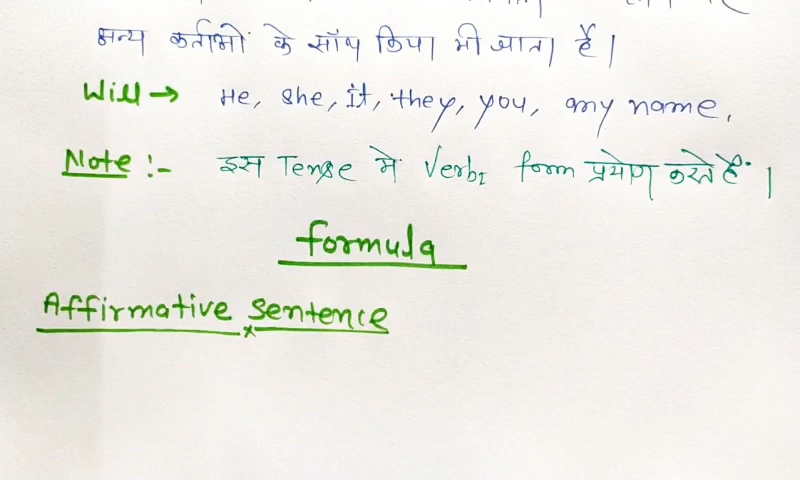 अन्य कर्ताओं के साथ किया भी जाता है।
Will → He, she, it, they, you, any name.
Note :- इस Tense मे Verb1 form प्रयोग करते हैं।
formula
Affirmative sentence